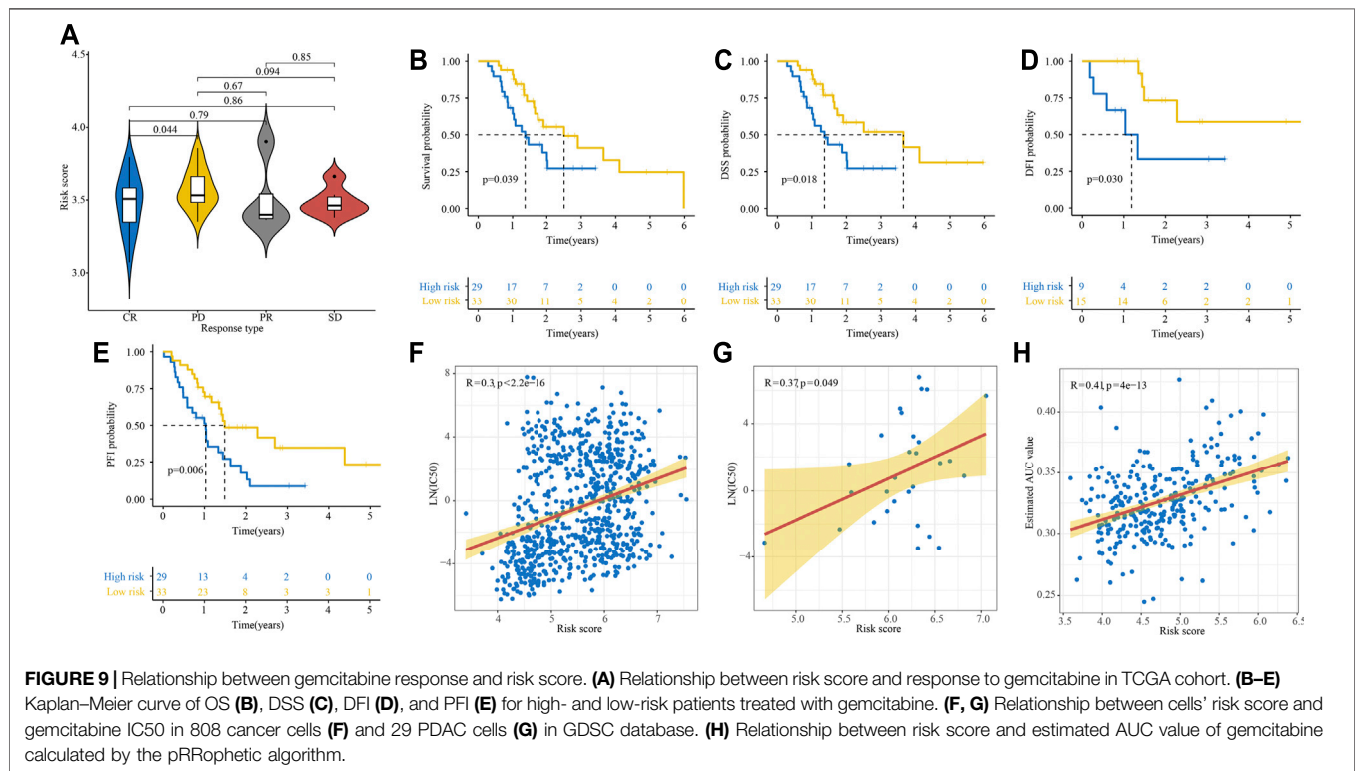 A
4.5
4.0
3.5
3.0
Risk score
0.85
0.094
0.67
0.86
0.79
0.044
CR PD PR SD
Response type
B
1.00
0.75
0.50
0.25
0.00
Survival probability
p=0.039
0 1 2 3 4 5 6
Time(years)
High risk 29 17 7 2 0 0 0
Low risk 33 30 11 5 4 2 0
0 1 2 3 4 5 6
Time(years)
C
1.00
0.75
0.50
0.25
0.00
DSS probability
p=0.018
0 1 2 3 4 5 6
Time(years)
High risk 29 17 7 2 0 0 0
Low risk 33 30 11 5 4 2 0
0 1 2 3 4 5 6
Time(years)
D
1.00
0.75
0.50
0.25
0.00
DFI probability
p=0.030
0 1 2 3 4 5
Time(years)
High risk 9 4 2 2 0 0
Low risk 15 14 6 2 2 1
0 1 2 3 4 5
Time(years)
E
1.00
0.75
0.50
0.25
0.00
PFI probability
p=0.006
0 1 2 3 4 5
Time(years)
High risk 29 13 4 2 0 0
Low risk 33 23 8 3 3 1
0 1 2 3 4 5
Time(years)
F
R=0.3, p<2.2e−16
8
4
0
−4
LN(IC50)
4 5 6 7
Risk score
G
R=0.37, p=0.049
4
0
−4
LN(IC50)
5.0 5.5 6.0 6.5 7.0
Risk score
H
R=0.41, p=4e−13
0.40
0.35
0.30
0.25
Estimated AUC value
3.5 4.0 4.5 5.0 5.5 6.0 6.5
Risk score
FIGURE 9 | Relationship between gemcitabine response and risk score. (A) Relationship between risk score and response to gemcitabine in TCGA cohort. (B–E)
Kaplan–Meier curve of OS (B), DSS (C), DFI (D), and PFI (E) for high- and low-risk patients treated with gemcitabine. (F, G) Relationship between cells' risk score and
gemcitabine IC50 in 808 cancer cells (F) and 29 PDAC cells (G) in GDSC database. (H) Relationship between risk score and estimated AUC value of gemcitabine
calculated by the pRRophetic algorithm.